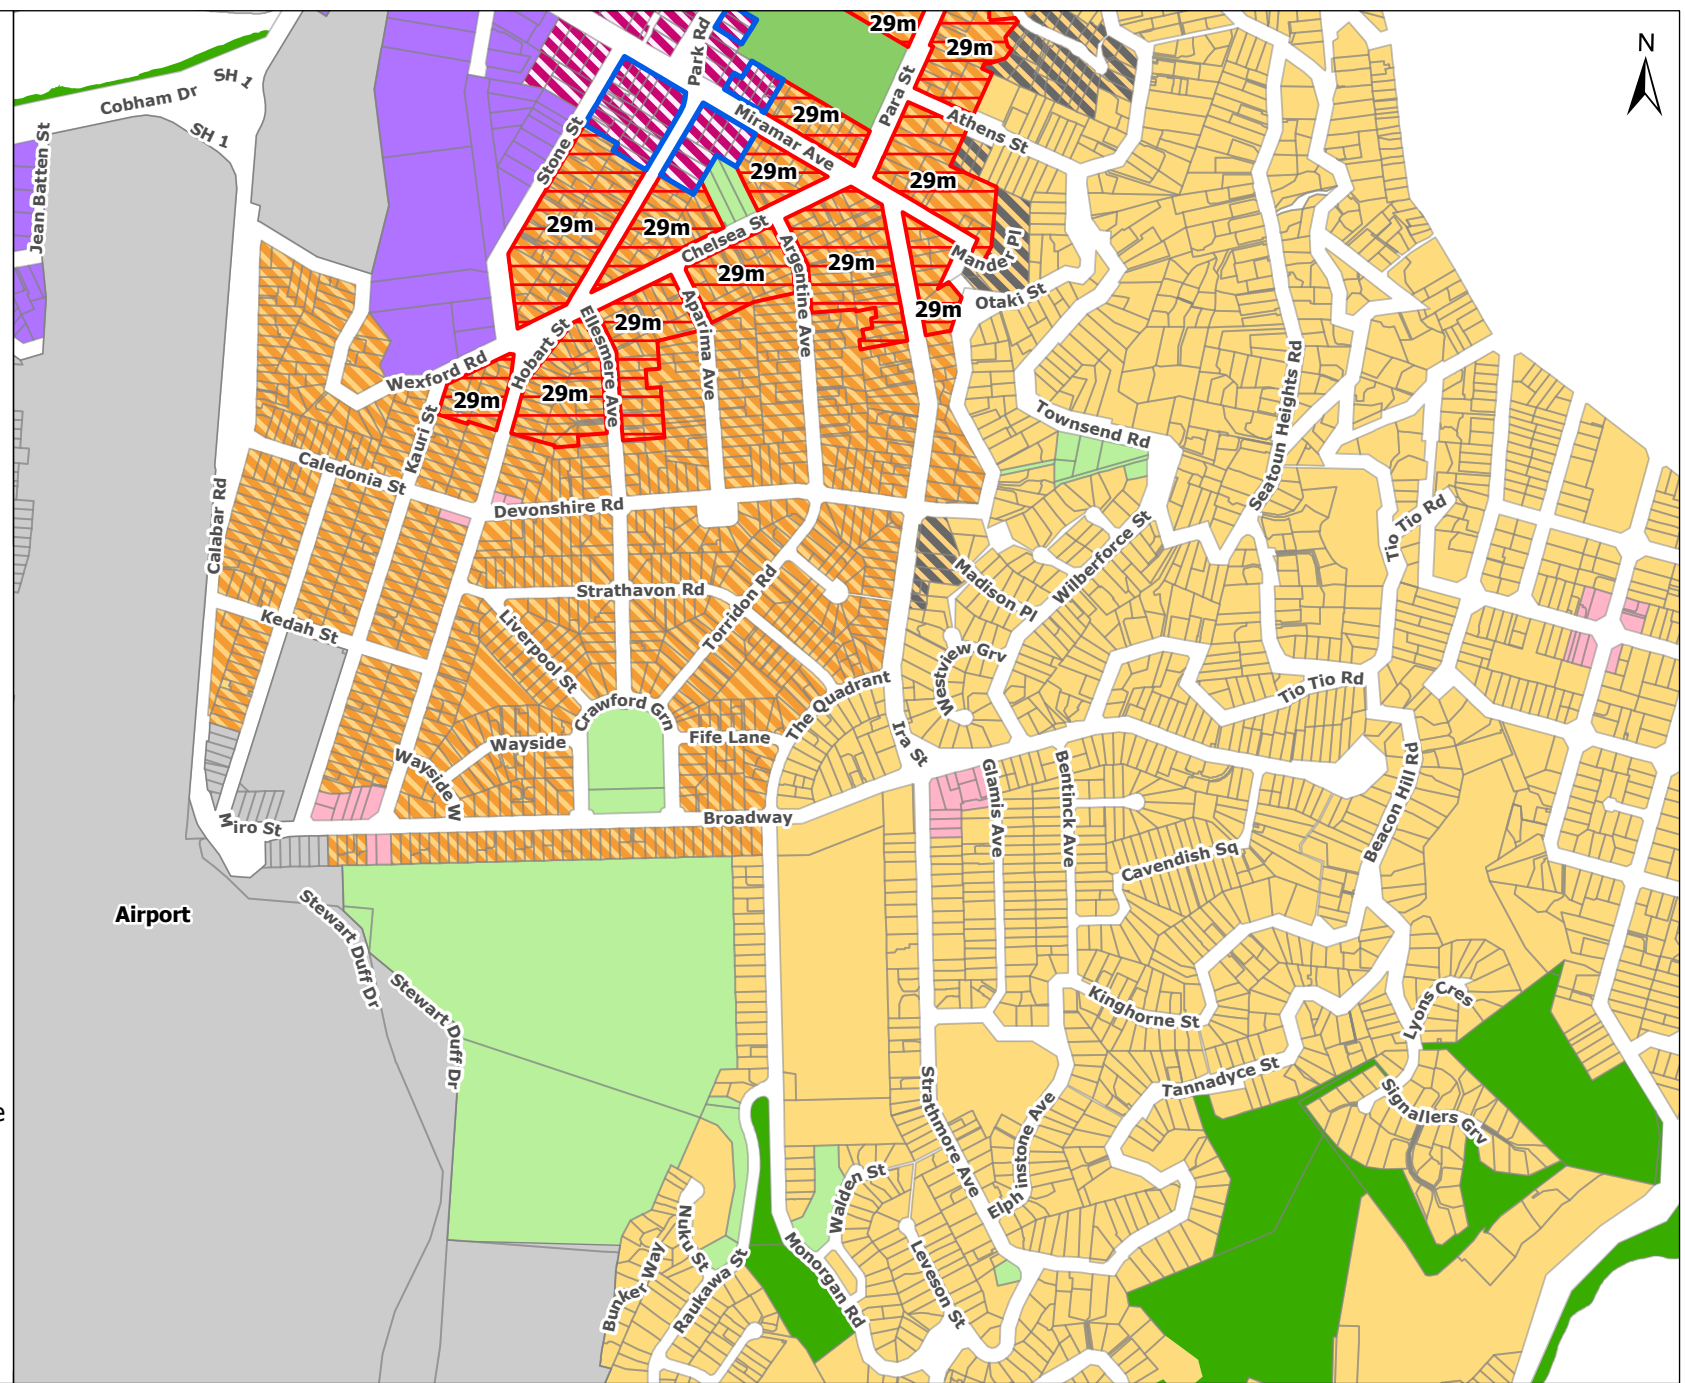 29m
Park Rd
N
29m
SH 1
Cobham Dr
Para St
SH 1
29m
Miramar Ave
Athens St
Jean Batten St
Stone St
29m
29m
29m
29m
Chelsea St
Mander Pl
Argentine Ave
29m
29m
Otaki St
29m
29m
Aparima Ave
Ellesmere Ave
Hobart St
Wexford Rd
29m
29m
Seatoun Heights Rd
Townsend Rd
Kauri St
Caledonia St
Devonshire Rd
Calabar Rd
Tio Tio Rd
Wilberforce St
Madison Pl
Strathavon Rd
Torridon Rd
Kedah St
Liverpool St
Westview Grv
Tio Tio Rd
The Quadrant
Crawford Grn
Fife Lane
Wayside
Wayside W
Ira St
Glamis Ave
Bentinck Ave
Beacon Hill Rd
Broadway
Miro St
Cavendish Sq
Airport
Stewart Duff Dr
Stewart Duff Dr
Kinghorne St
Lyons Cres
Tannadyce St
Signallers Grv
e
Strathmore Ave
Elphinstone Ave
Walden St
Nuku St
Bunker Way
Raukawa St
Monorgan Rd
Leveson St